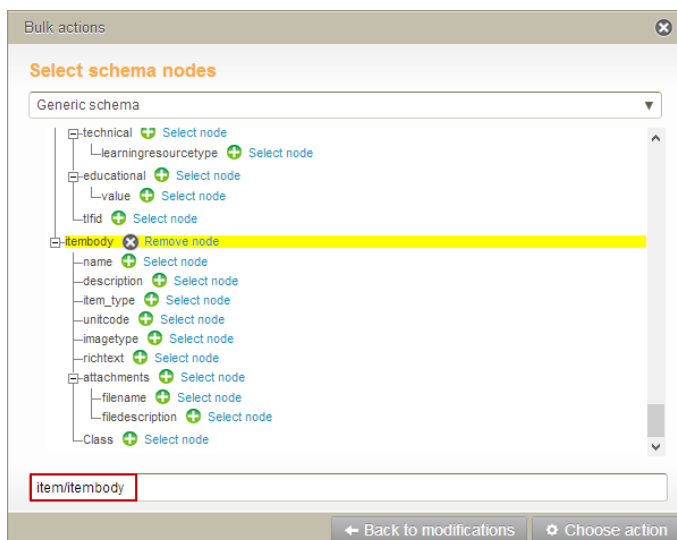 Bulk actions
Select schema nodes
Generic schema
technical Select node
learningresourcetype Select node
educational Select node
value Select node
tlfid Select node
itembody Remove node
name Select node
description Select node
item_type Select node
unitcode Select node
imagetype Select node
richtext Select node
attachments Select node
filename Select node
filedescription Select node
Class Select node
item/itembody
Back to modifications Choose action